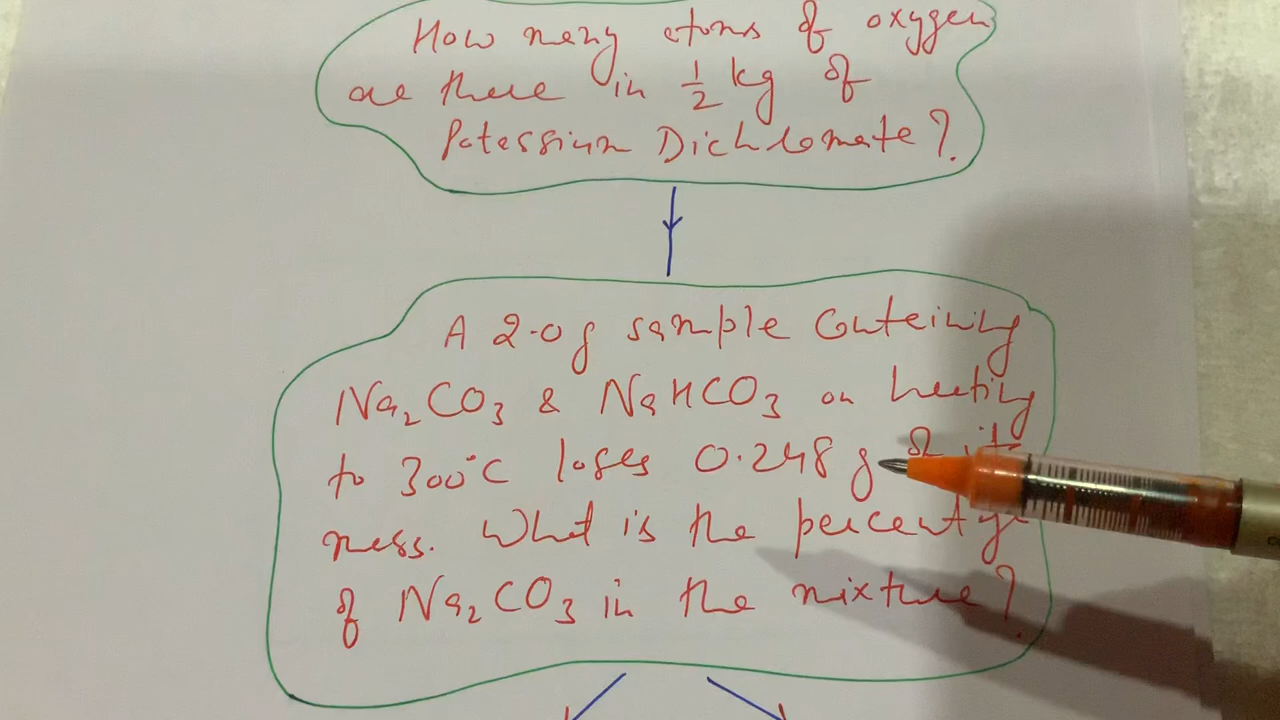 How many atoms of oxygen
are there in 1/2 kg of
Potassium Dichromate?
A 2.0g sample Containing
Na₂CO₃ & NaHCO₃ on heating
to 300°C loses 0.248 g of its
mass. What is the percentage
of Na₂CO₃ in the mixture?